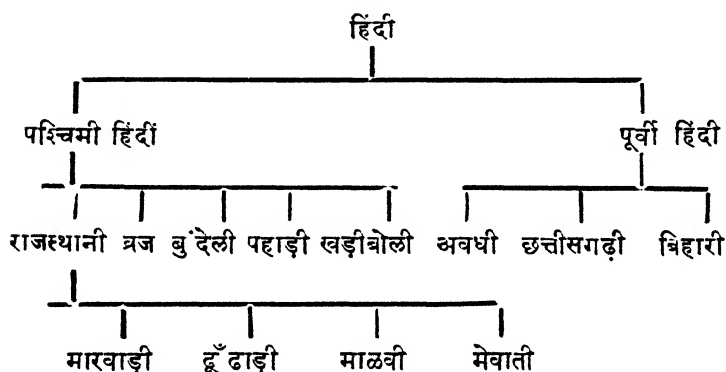 हिंदी
पश्चिमी हिंदीं पूर्वी हिंदी
राजस्थानी व्रज बुंदेली पहाड़ी खड़ीबोली अवधी छत्तीसगढ़ी बिहारी
मारवाड़ी ढूँढाड़ी माळवी मेवाती